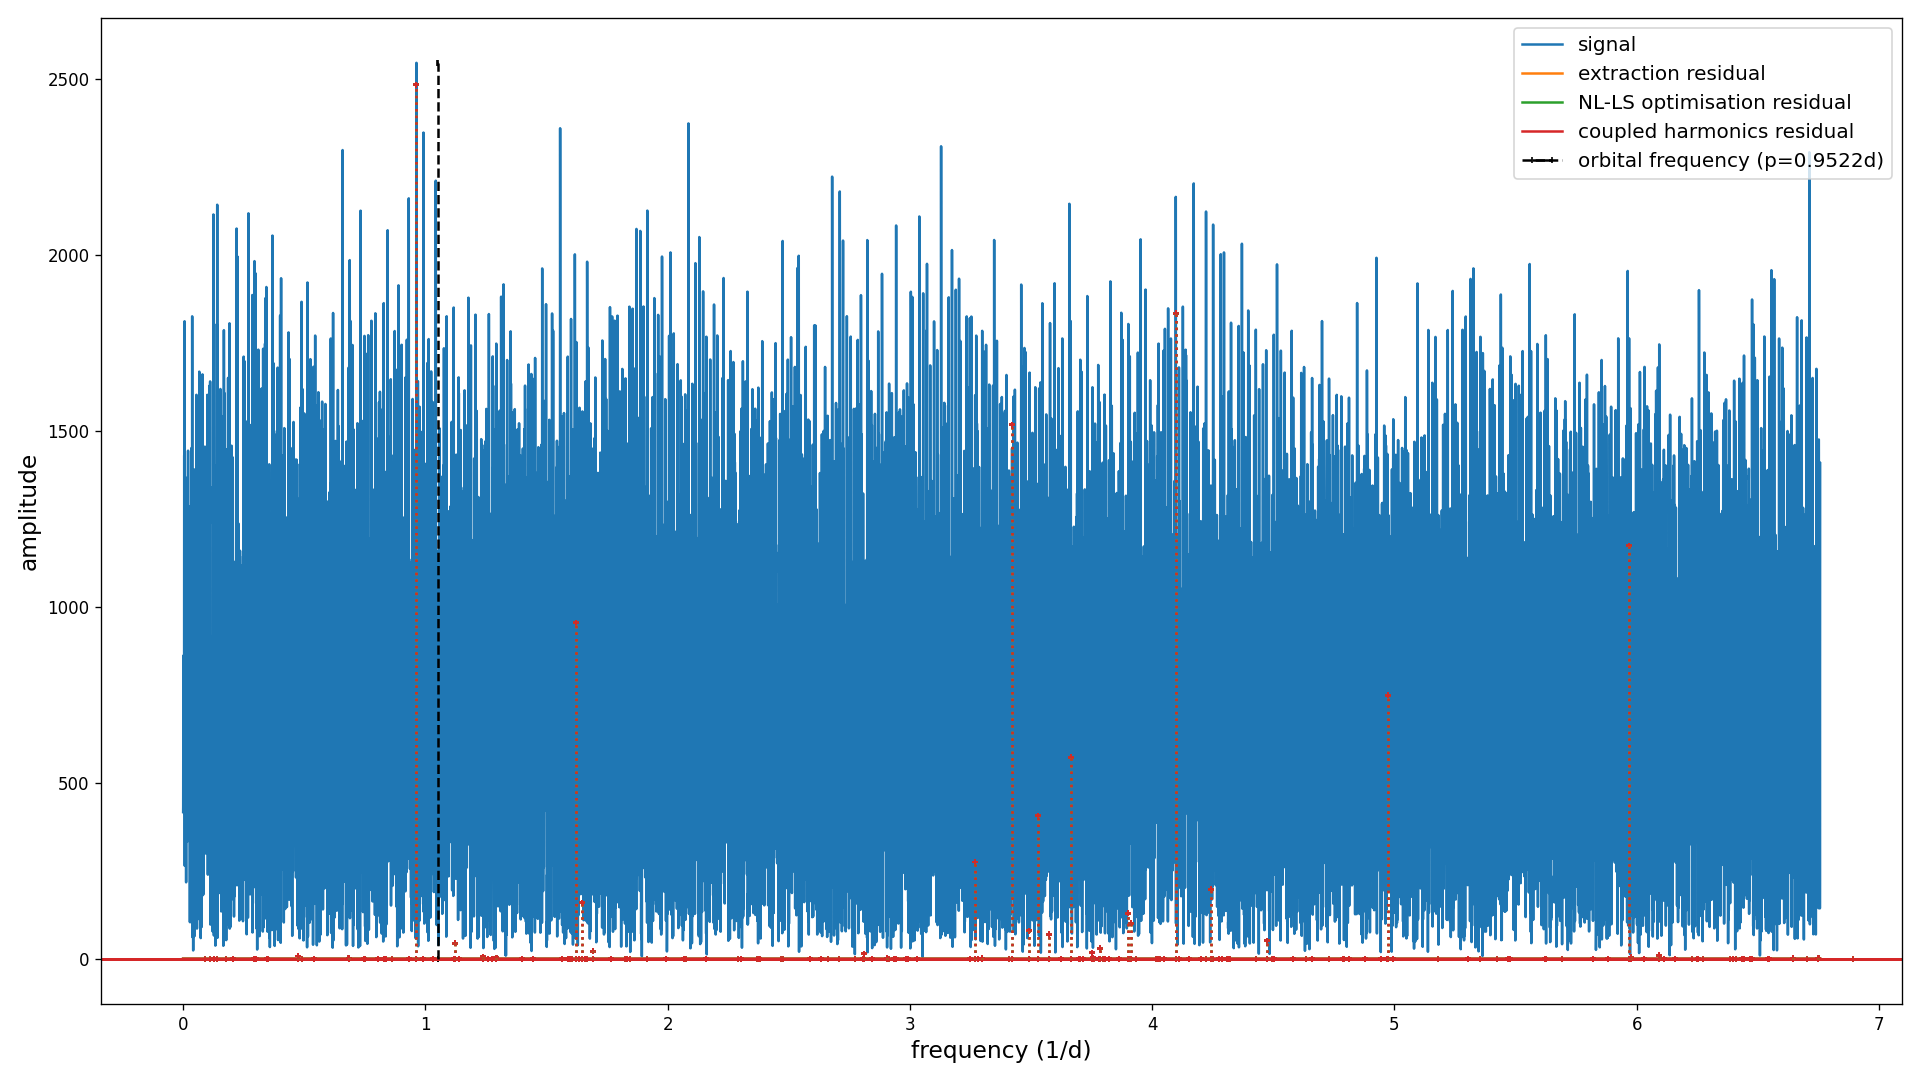 signal
extraction residual
NL-LS optimisation residual
coupled harmonics residual
orbital frequency (p=0.9522d)
amplitude
2500
2000
1500
1000
500
0
0 1 2 3 4 5 6 7
frequency (1/d)